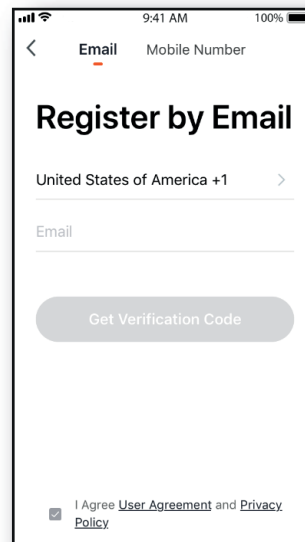 9:41 AM 100%
Email Mobile Number
Register by Email
United States of America +1
Email
Get Verification Code
I Agree User Agreement and Privacy
Policy